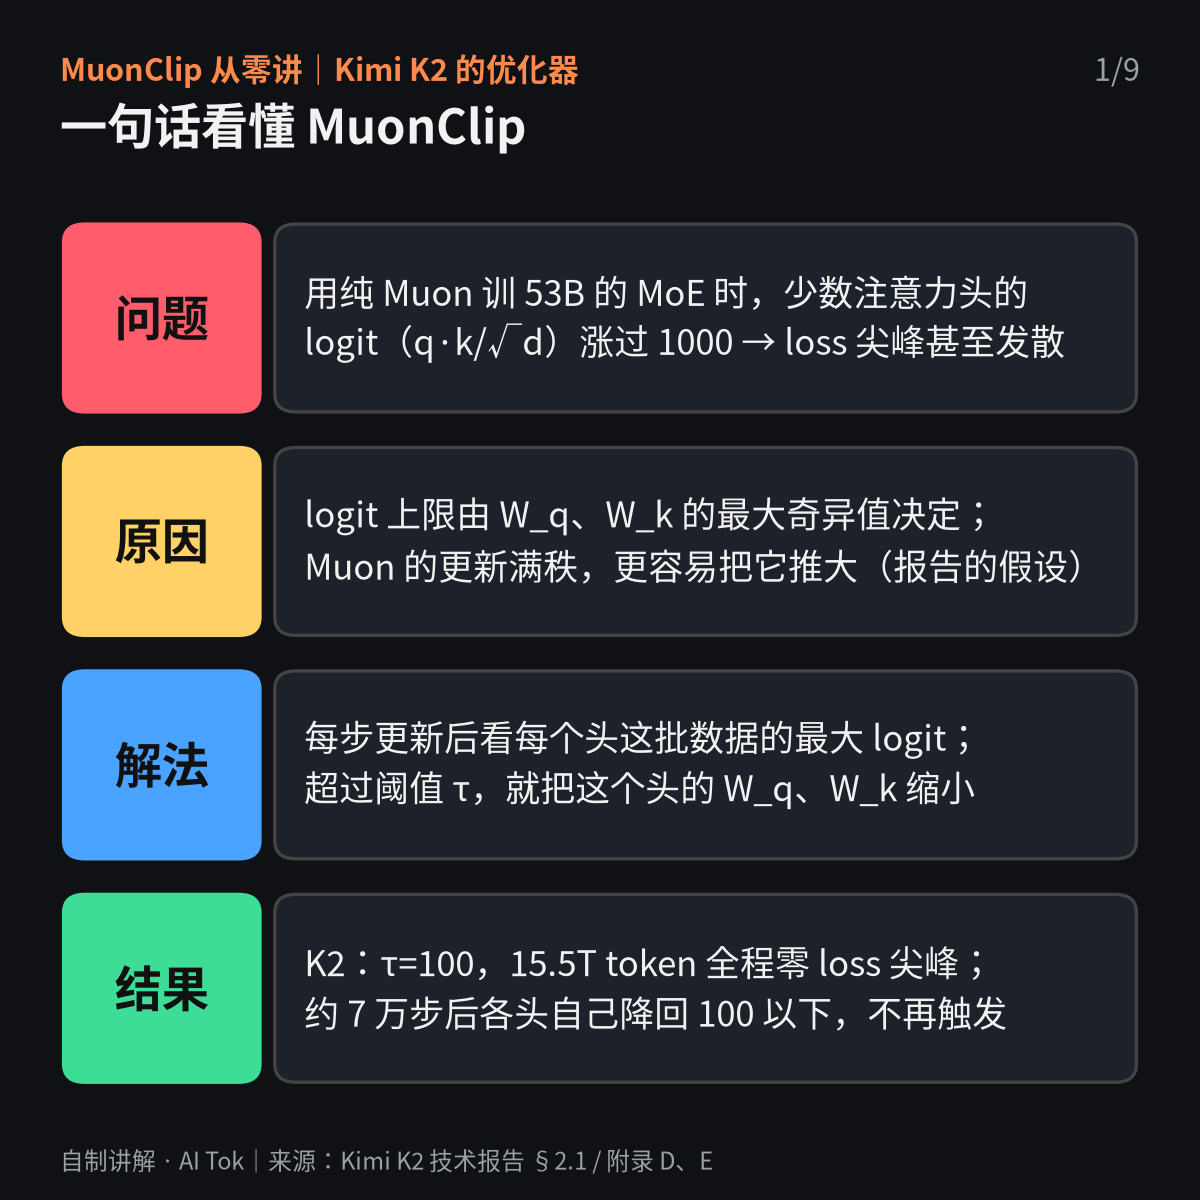 MuonClip 从零讲｜Kimi K2 的优化器
1/9
一句话看懂 MuonClip
问题
用纯 Muon 训 53B 的 MoE 时，少数注意力头的
logit（q·k/√d）涨过 1000 → loss 尖峰甚至发散
原因
logit 上限由 W_q、W_k 的最大奇异值决定；
Muon 的更新满秩，更容易把它推大（报告的假设）
解法
每步更新后看每个头这批数据的最大 logit；
超过阈值 τ，就把这个头的 W_q、W_k 缩小
结果
K2：τ=100，15.5T token 全程零 loss 尖峰；
约 7 万步后各头自己降回 100 以下，不再触发
自制讲解 · AI Tok｜来源：Kimi K2 技术报告 §2.1 / 附录 D、E